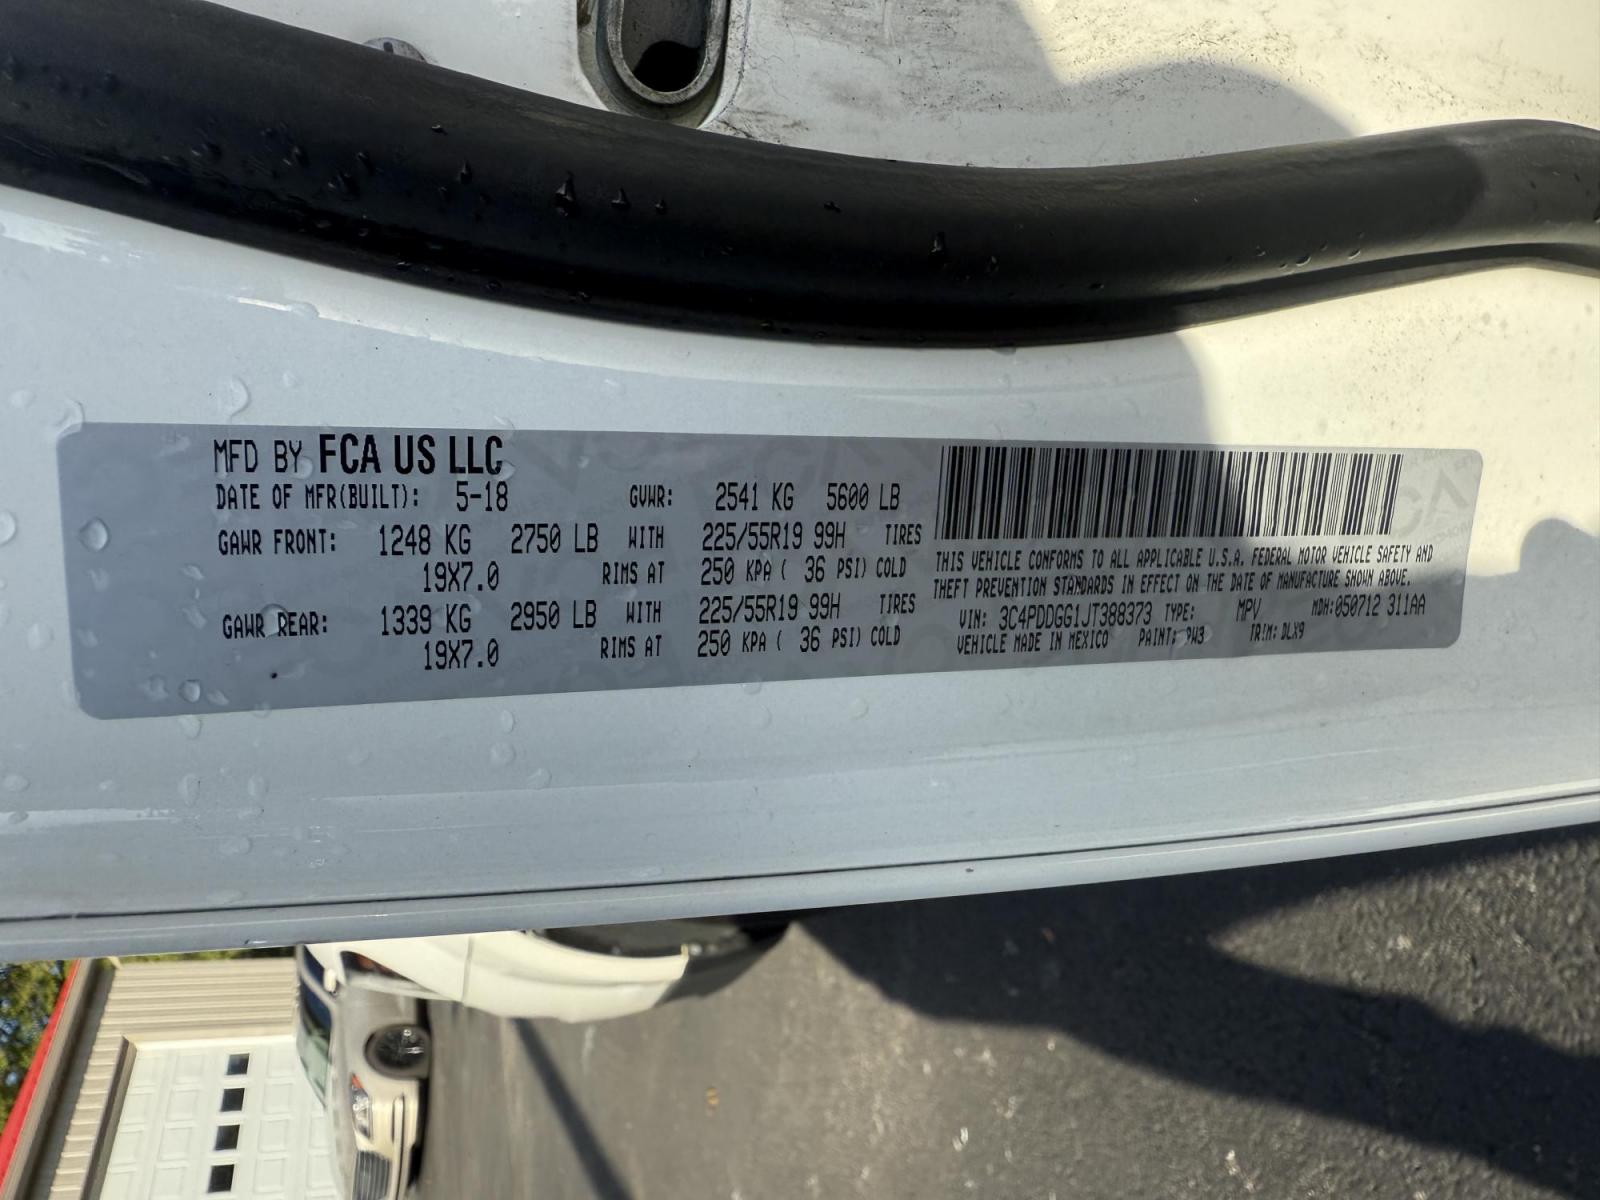 MFD BY FCA US LLC
DATE OF MFR(BUILT): 5-18 GVWR: 2541 KG 5600 LB
GAWR FRONT: 1248 KG 2750 LB WITH 225/55R19 99H TIRES
19X7.0 RIMS AT 250 KPA ( 36 PSI) COLD
GAWR REAR: 1339 KG 2950 LB WITH 225/55R19 99H TIRES
19X7.0 RIMS AT 250 KPA ( 36 PSI) COLD
THIS VEHICLE CONFORMS TO ALL APPLICABLE U.S.A. FEDERAL MOTOR VEHICLE SAFETY AND
THEFT PREVENTION STANDARDS IN EFFECT ON THE DATE OF MANUFACTURE SHOWN ABOVE.
VIN: 3C4PDDGG1JT388373 TYPE: MPV MDH:050712 311AA
VEHICLE MADE IN MEXICO PAINT: PW3 TRIM: DLX9